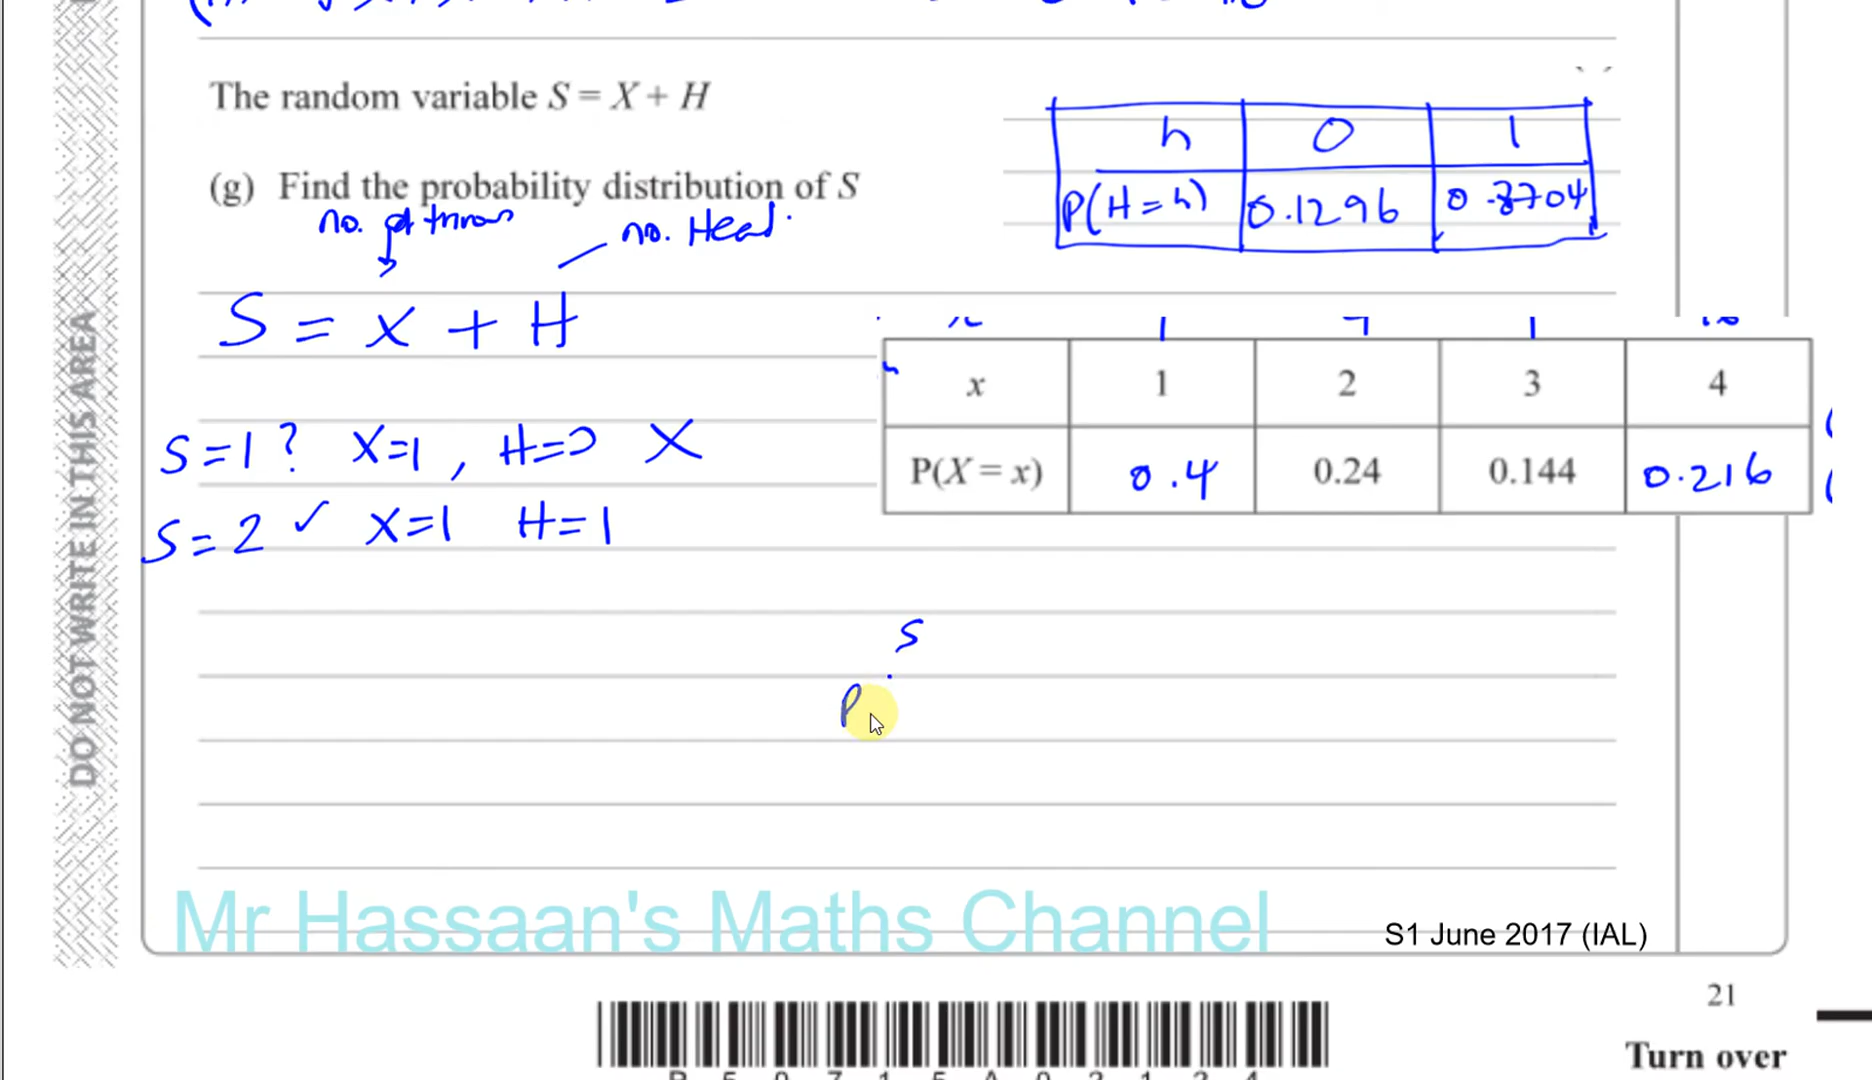 The random variable S = X + H
h 0 1
P(H=h) 0.1296 0.8704
(g) Find the probability distribution of S
no. of throws no. Head.
S = X + H
x 1 2 3 4
P(X = x) 0.4 0.24 0.144 0.216
S=1? X=1, H=0 X
S=2 ✓ X=1 H=1
s
P
DO NOT WRITE IN THIS AREA
Mr Hassaan's Maths Channel
S1 June 2017 (IAL)
21
Turn over